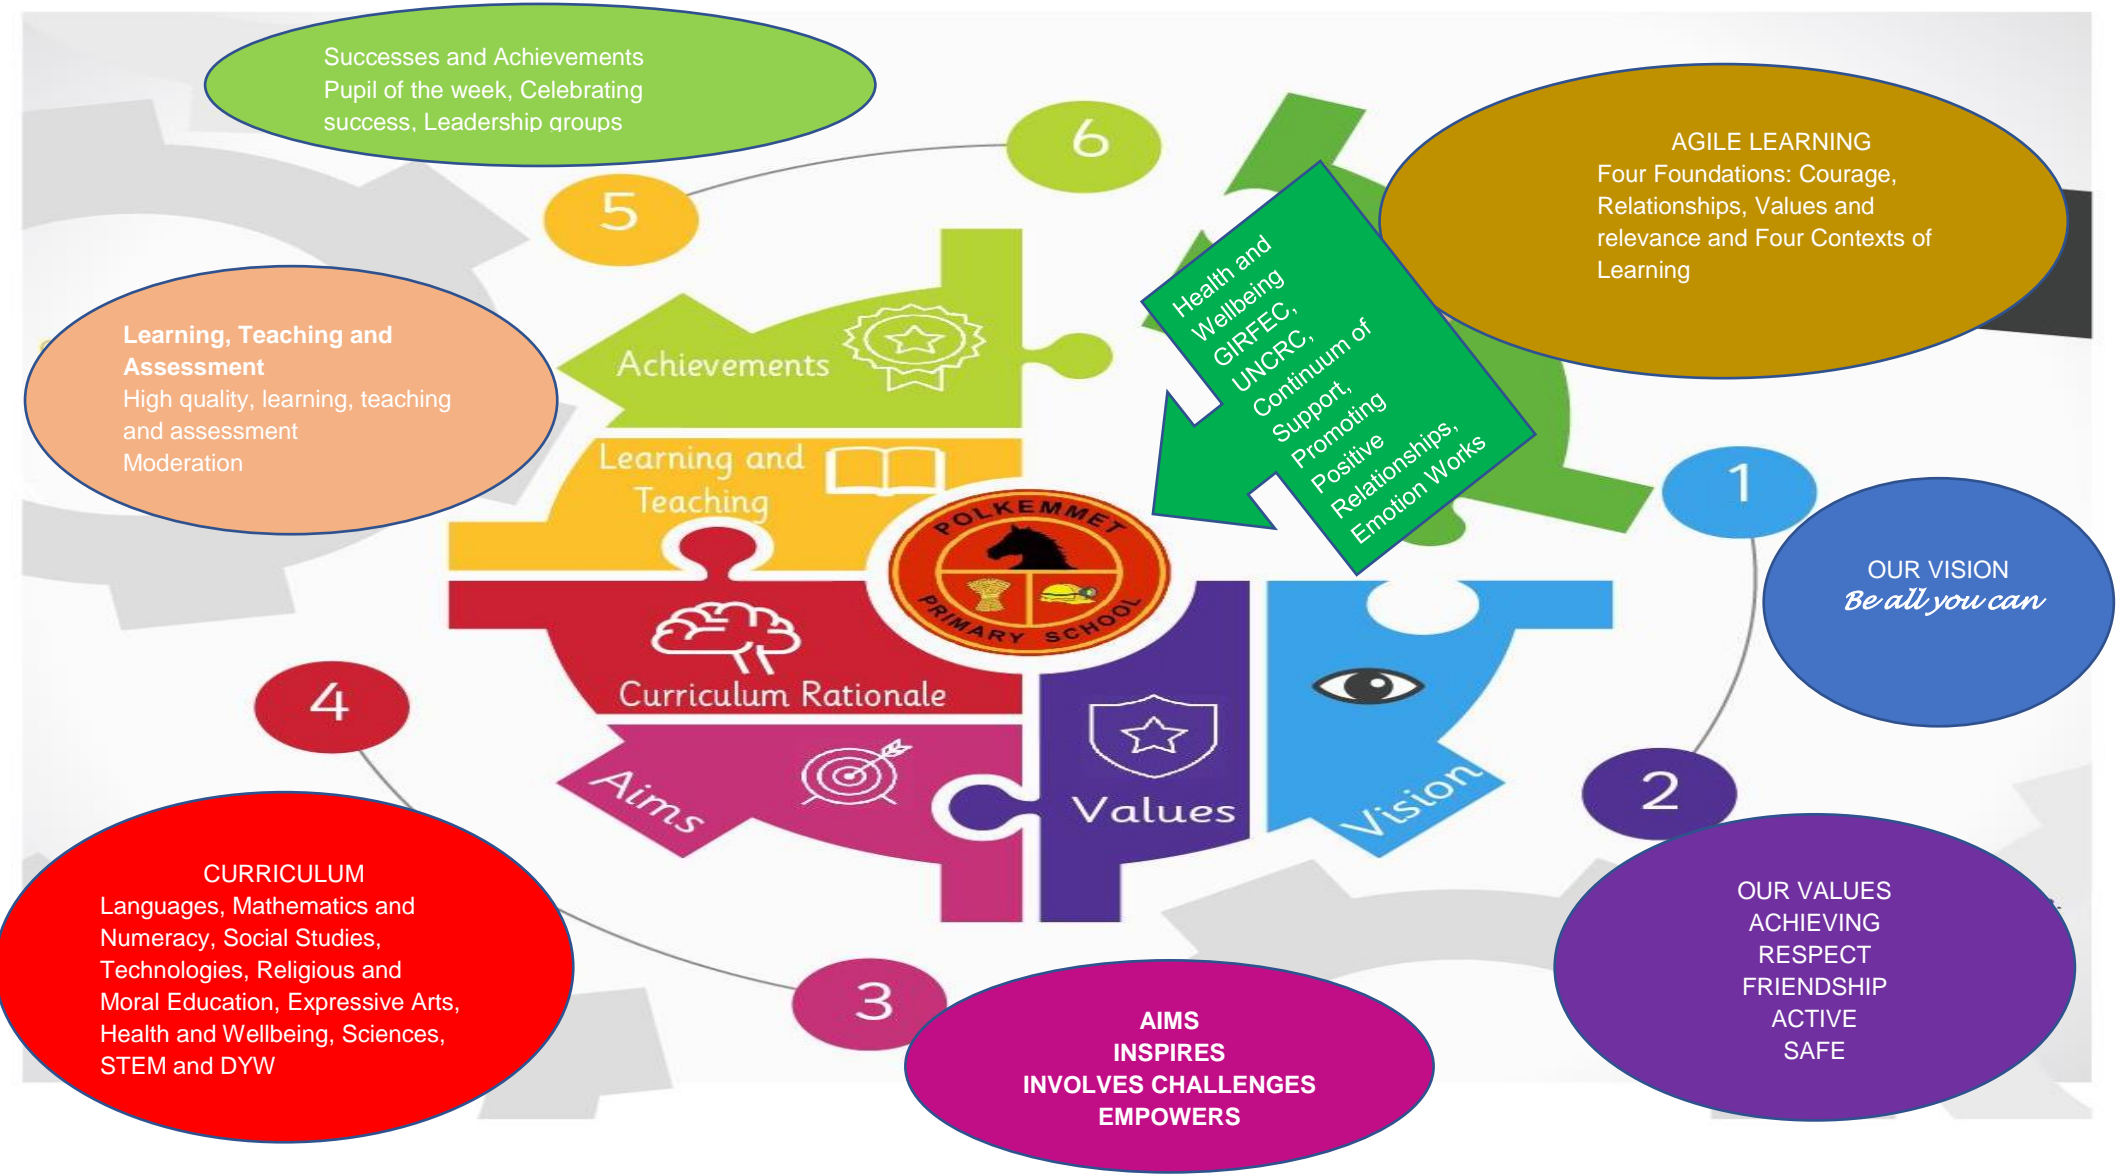 Successes and Achievements
Pupil of the week, Celebrating
success, Leadership groups
6
5
AGILE LEARNING
Four Foundations: Courage,
Relationships, Values and
relevance and Four Contexts of
Learning
Health and
Wellbeing
GIRFEC,
UNCRC,
Continuum of
Support,
Promoting
Positive
Relationships,
Emotion Works
Learning, Teaching and
Assessment
High quality, learning, teaching
and assessment
Moderation
Achievements
Learning and
Teaching
POLKEMMET
PRIMARY SCHOOL
1
OUR VISION
Be all you can
4
Curriculum Rationale
Aims
Values
Vision
2
CURRICULUM
Languages, Mathematics and
Numeracy, Social Studies,
Technologies, Religious and
Moral Education, Expressive Arts,
Health and Wellbeing, Sciences,
STEM and DYW
3
AIMS
INSPIRES
INVOLVES CHALLENGES
EMPOWERS
OUR VALUES
ACHIEVING
RESPECT
FRIENDSHIP
ACTIVE
SAFE